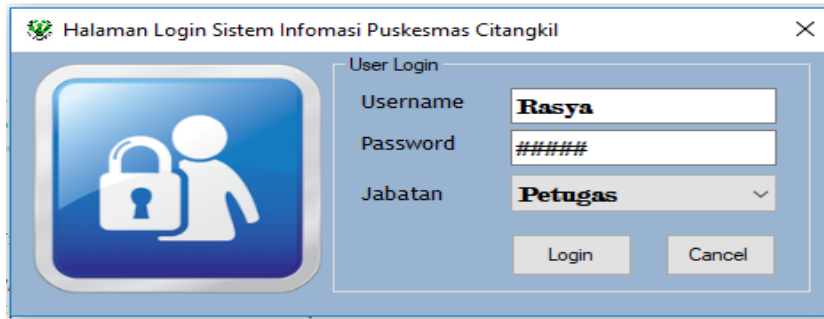 Halaman Login Sistem Infomasi Puskesmas Citangkil
User Login
Username Rasya
Password #####
Jabatan Petugas
Login Cancel